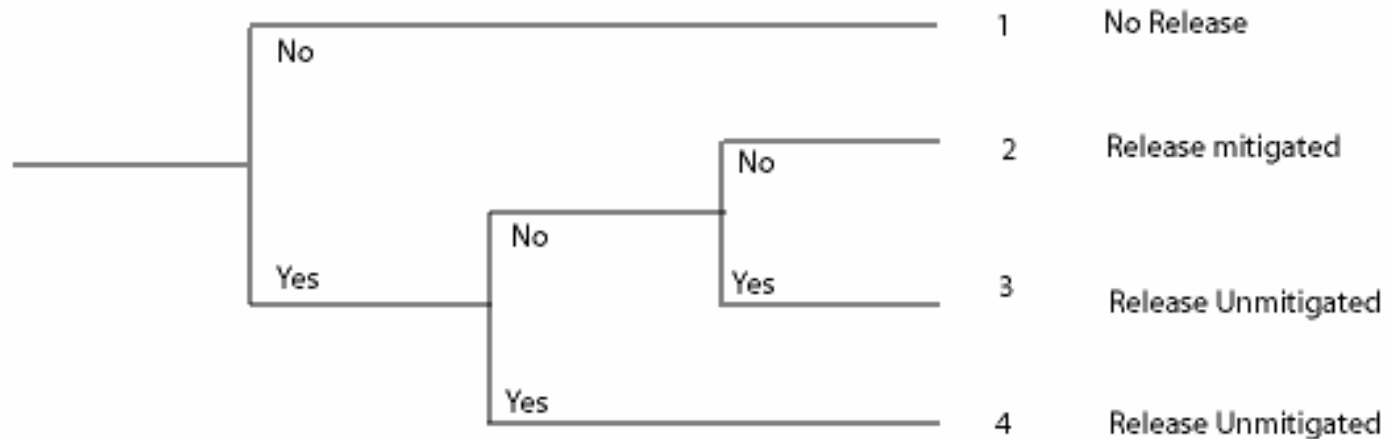 1 No Release
No
2 Release mitigated
No
No
Yes
Yes
3 Release Unmitigated
Yes
4 Release Unmitigated